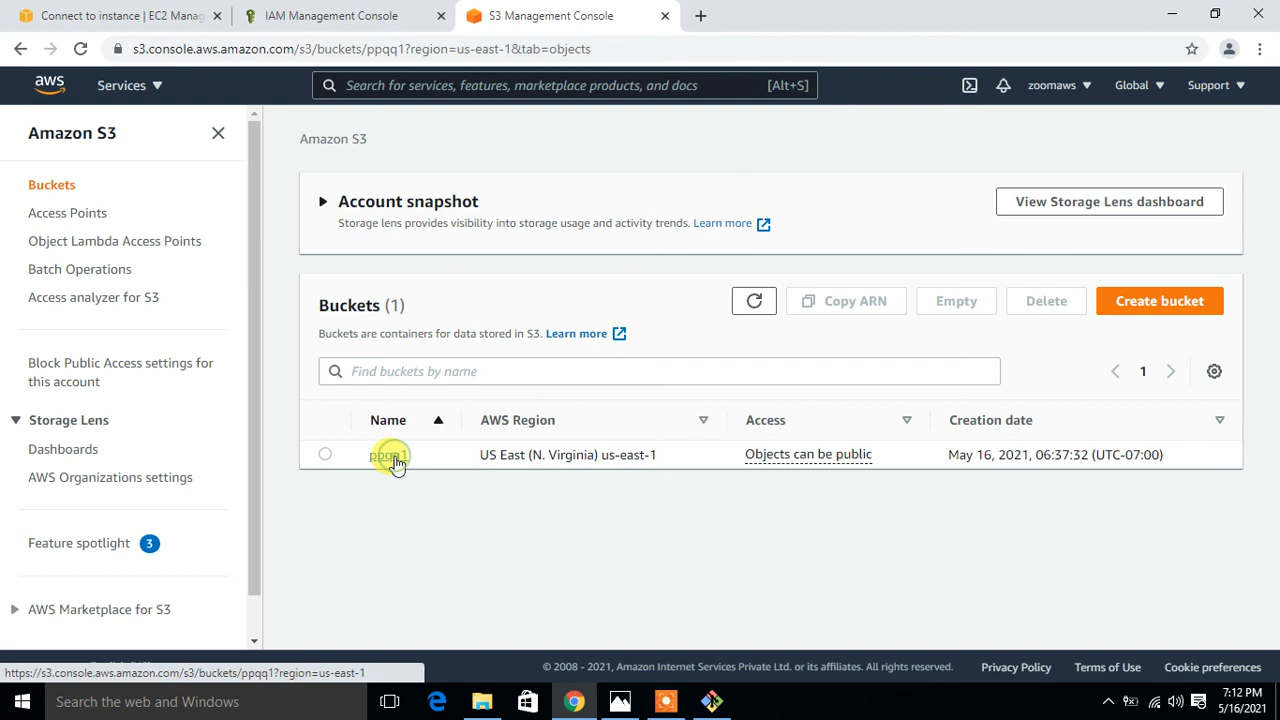 Connect to instance | EC2 Manag
IAM Management Console
S3 Management Console
s3.console.aws.amazon.com/s3/buckets/ppqq1?region=us-east-1&tab=objects
aws
Services
Search for services, features, marketplace products, and docs
[Alt+S]
zoomaws
Global
Support
Amazon S3
Buckets
Access Points
Object Lambda Access Points
Batch Operations
Access analyzer for S3
Block Public Access settings for
this account
Storage Lens
Dashboards
AWS Organizations settings
Feature spotlight
3
AWS Marketplace for S3
Amazon S3
Account snapshot
View Storage Lens dashboard
Storage lens provides visibility into storage usage and activity trends. Learn more
Buckets (1)
Copy ARN
Empty
Delete
Create bucket
Buckets are containers for data stored in S3. Learn more
Find buckets by name
1
Name
AWS Region
Access
Creation date
ppqq1
US East (N. Virginia) us-east-1
Objects can be public
May 16, 2021, 06:37:32 (UTC-07:00)
© 2008 - 2021, Amazon Internet Services Private Ltd. or its affiliates. All rights reserved.
Privacy Policy
Terms of Use
Cookie preferences
https://s3.console.aws.amazon.com/s3/buckets/ppqq1?region=us-east-1
Search the web and Windows
7:12 PM
5/16/2021